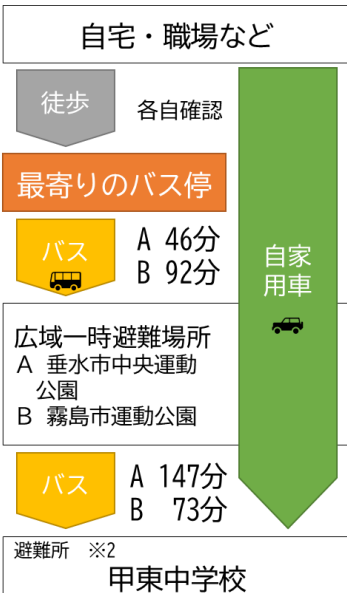 自宅・職場など
徒歩
各自確認
最寄りのバス停
バス
A 46分
B 92分
自家
用車
広域一時避難場所
A 垂水市中央運動
公園
B 霧島市運動公園
バス
A 147分
B 73分
避難所 ※2
甲東中学校